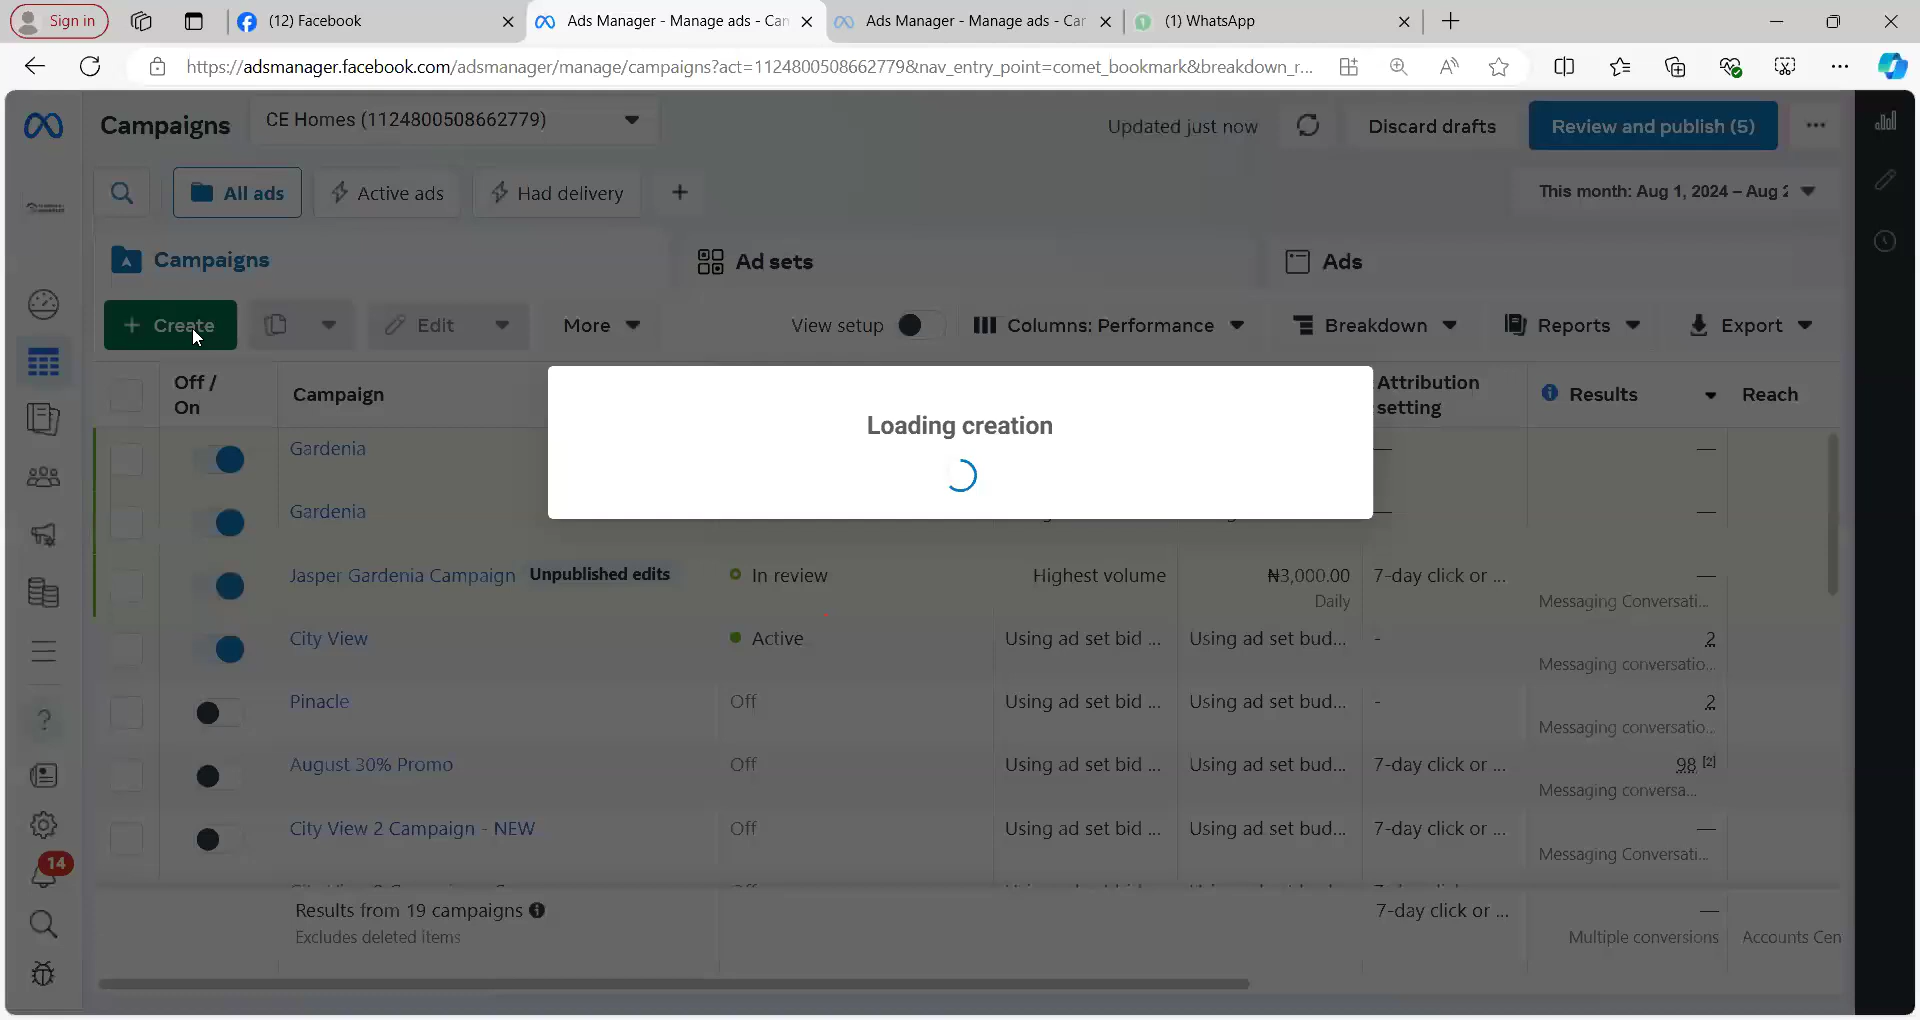 Sign in
(12) Facebook
Ads Manager - Manage ads - Can
Ads Manager - Manage ads - Car
(1) WhatsApp
https://adsmanager.facebook.com/adsmanager/manage/campaigns?act=1124800508662779&nav_entry_point=comet_bookmark&breakdown_r...
Campaigns
CE Homes (1124800508662779)
Updated just now
Discard drafts
Review and publish (5)
All ads
Active ads
Had delivery
This month: Aug 1, 2024 – Aug 2
Campaigns
Ad sets
Ads
+ Create
Edit
More
View setup
Columns: Performance
Breakdown
Reports
Export
Off / On
Campaign
Attribution setting
Results
Reach
Loading creation
Gardenia
—
—
Gardenia
—
—
Jasper Gardenia Campaign Unpublished edits
In review
Highest volume
₦3,000.00
Daily
7-day click or ...
—
Messaging Conversati...
City View
Active
Using ad set bid ...
Using ad set bud...
-
2
Messaging conversatio...
Pinacle
Off
Using ad set bid ...
Using ad set bud...
-
2
Messaging conversatio...
August 30% Promo
Off
Using ad set bid ...
Using ad set bud...
7-day click or ...
98 [2]
Messaging conversa...
City View 2 Campaign - NEW
Off
Using ad set bid ...
Using ad set bud...
7-day click or ...
—
Messaging Conversati...
Results from 19 campaigns
Excludes deleted items
7-day click or ...
—
Multiple conversions
Accounts Cen
14